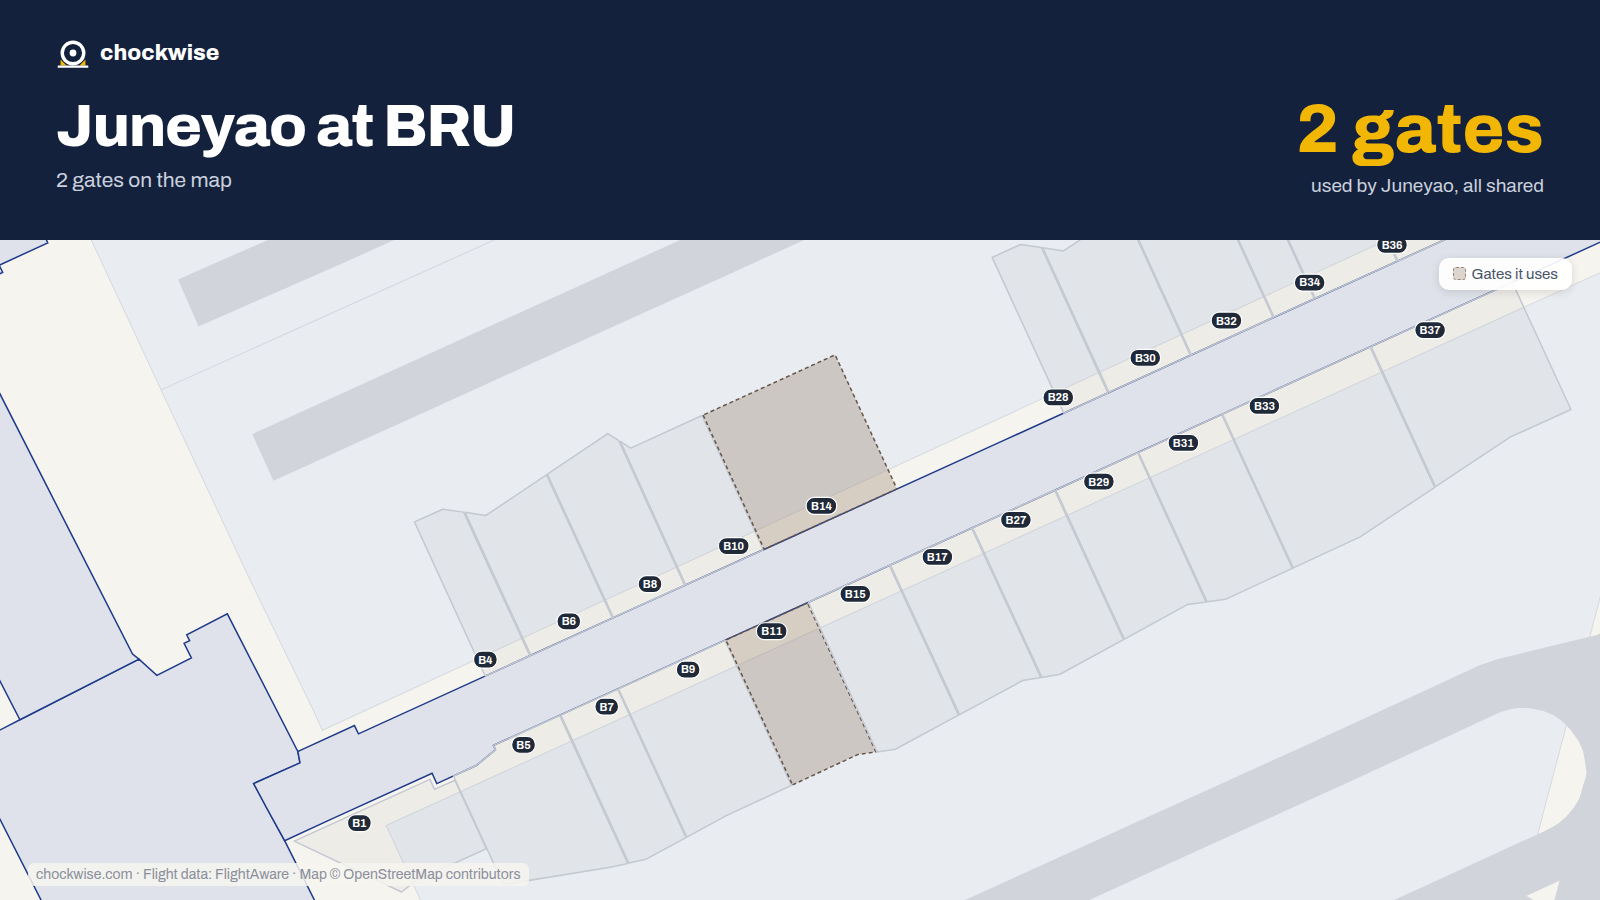 chockwise
Juneyao at BRU
2 gates on the map
2 gates
used by Juneyao, all shared
B36
Gates it uses
B34
B32
B37
B30
B28
B33
B31
B29
B14
B27
B10
B17
B8
B15
B6
B11
B4
B9
B7
B5
B1
chockwise.com · Flight data: FlightAware · Map © OpenStreetMap contributors